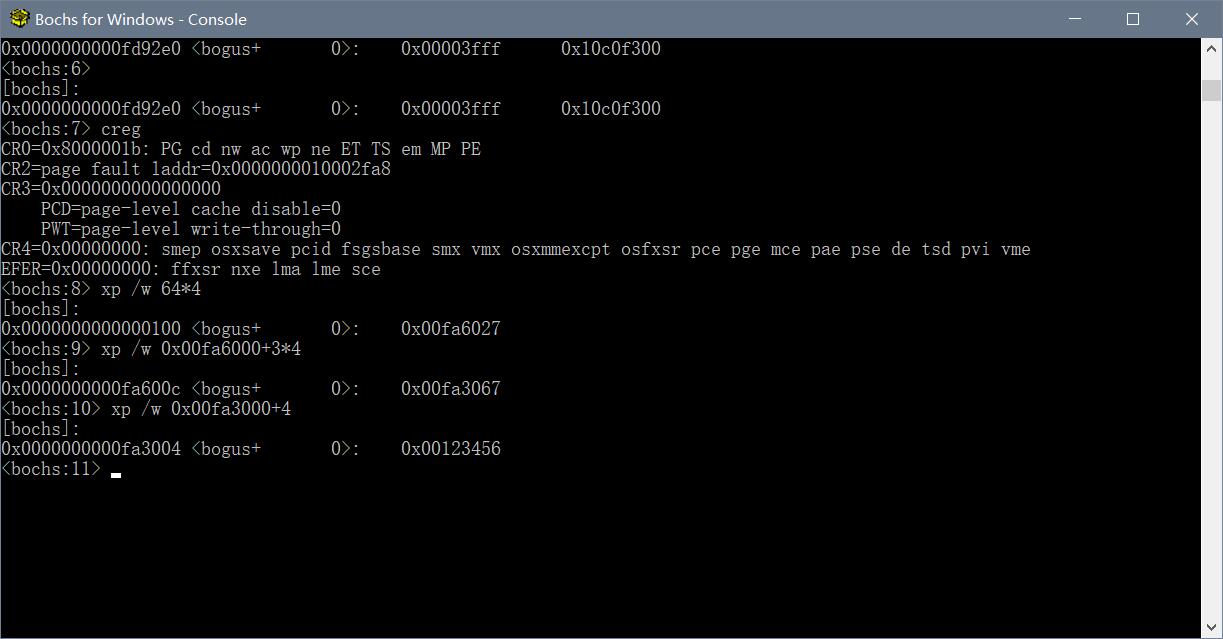 Bochs for Windows - Console
0x0000000000fd92e0 <bogus+       0>:    0x00003fff      0x10c0f300
<bochs:6>
[bochs]:
0x0000000000fd92e0 <bogus+       0>:    0x00003fff      0x10c0f300
<bochs:7> creg
CR0=0x8000001b: PG cd nw ac wp ne ET TS em MP PE
CR2=page fault laddr=0x0000000010002fa8
CR3=0x0000000000000000
    PCD=page-level cache disable=0
    PWT=page-level write-through=0
CR4=0x00000000: smep osxsave pcid fsgsbase smx vmx osxmmexcpt osfxsr pce pge mce pae pse de tsd pvi vme
EFER=0x00000000: ffxsr nxe lma lme sce
<bochs:8> xp /w 64*4
[bochs]:
0x0000000000000100 <bogus+       0>:    0x00fa6027
<bochs:9> xp /w 0x00fa6000+3*4
[bochs]:
0x0000000000fa600c <bogus+       0>:    0x00fa3067
<bochs:10> xp /w 0x00fa3000+4
[bochs]:
0x0000000000fa3004 <bogus+       0>:    0x00123456
<bochs:11>